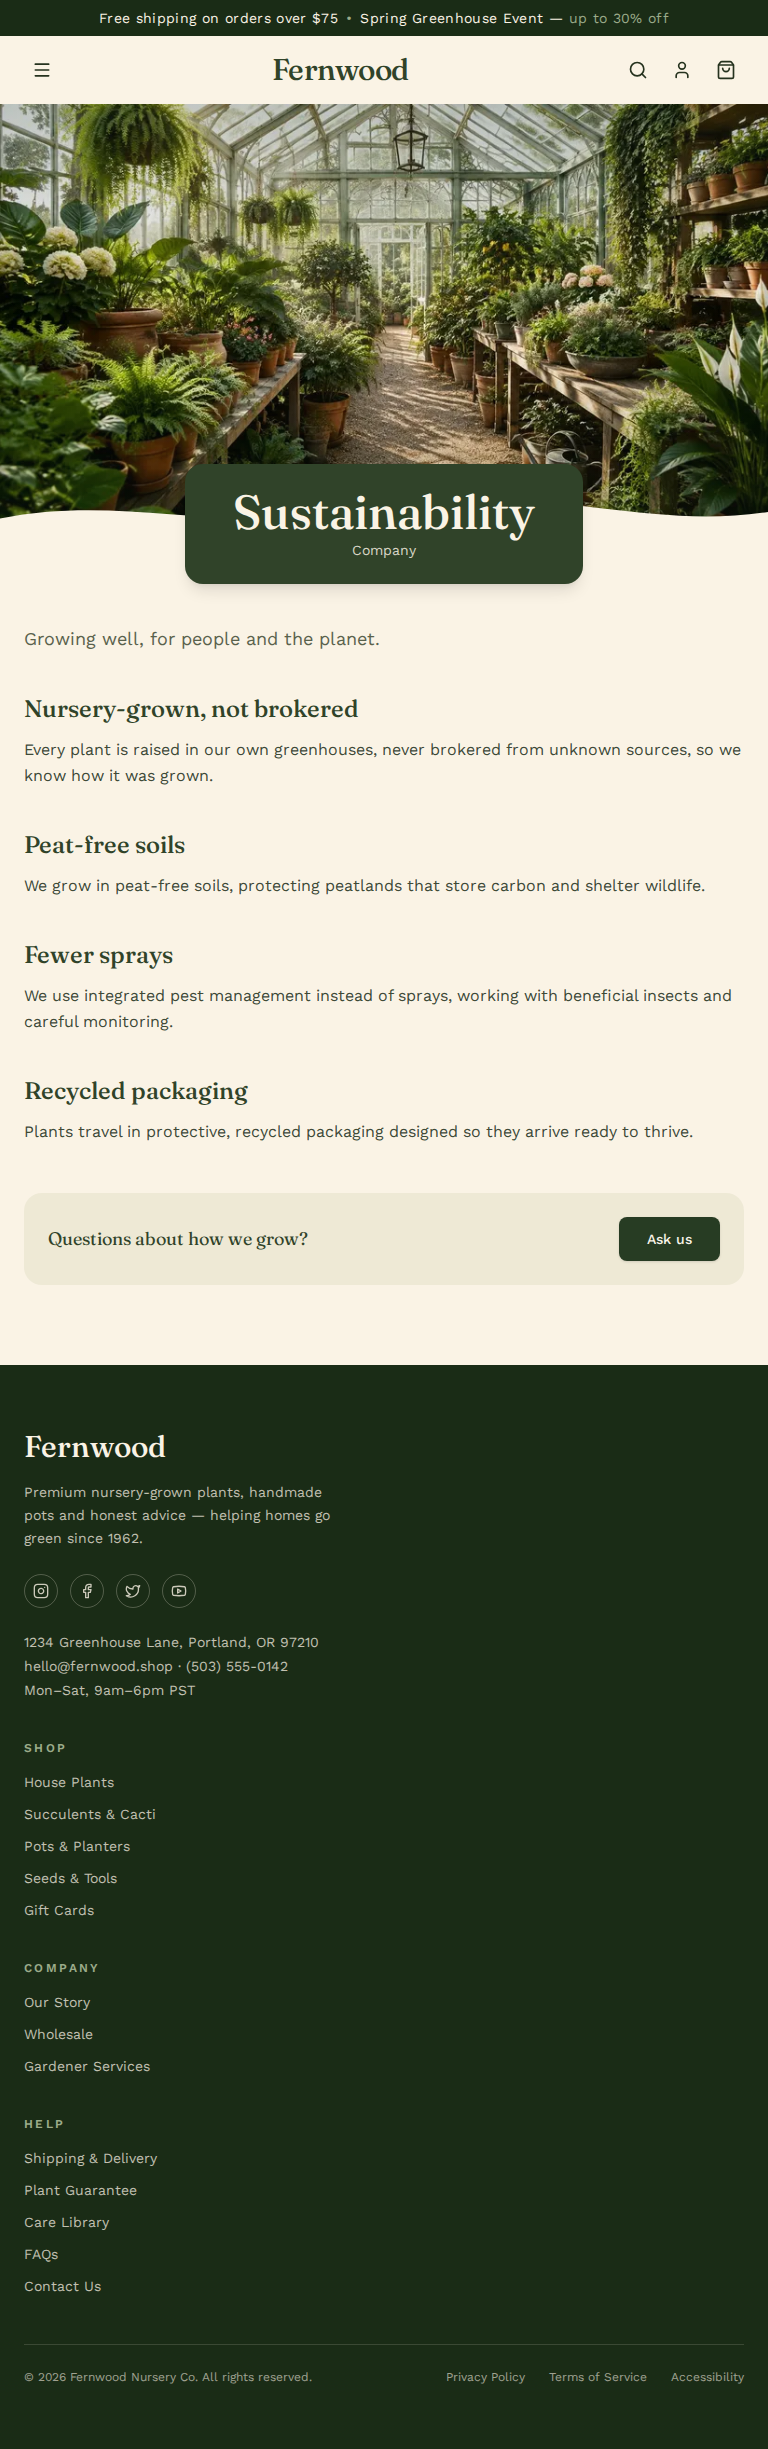 Free shipping on orders over $75 • Spring Greenhouse Event — up to 30% off
Fernwood
Sustainability
Company
Growing well, for people and the planet.
Nursery-grown, not brokered
Every plant is raised in our own greenhouses, never brokered from unknown sources, so we
know how it was grown.
Peat-free soils
We grow in peat-free soils, protecting peatlands that store carbon and shelter wildlife.
Fewer sprays
We use integrated pest management instead of sprays, working with beneficial insects and
careful monitoring.
Recycled packaging
Plants travel in protective, recycled packaging designed so they arrive ready to thrive.
Questions about how we grow?
Ask us
Fernwood
Premium nursery-grown plants, handmade
pots and honest advice — helping homes go
green since 1962.
1234 Greenhouse Lane, Portland, OR 97210
hello@fernwood.shop · (503) 555-0142
Mon–Sat, 9am–6pm PST
SHOP
House Plants
Succulents & Cacti
Pots & Planters
Seeds & Tools
Gift Cards
COMPANY
Our Story
Wholesale
Gardener Services
HELP
Shipping & Delivery
Plant Guarantee
Care Library
FAQs
Contact Us
© 2026 Fernwood Nursery Co. All rights reserved.
Privacy Policy
Terms of Service
Accessibility